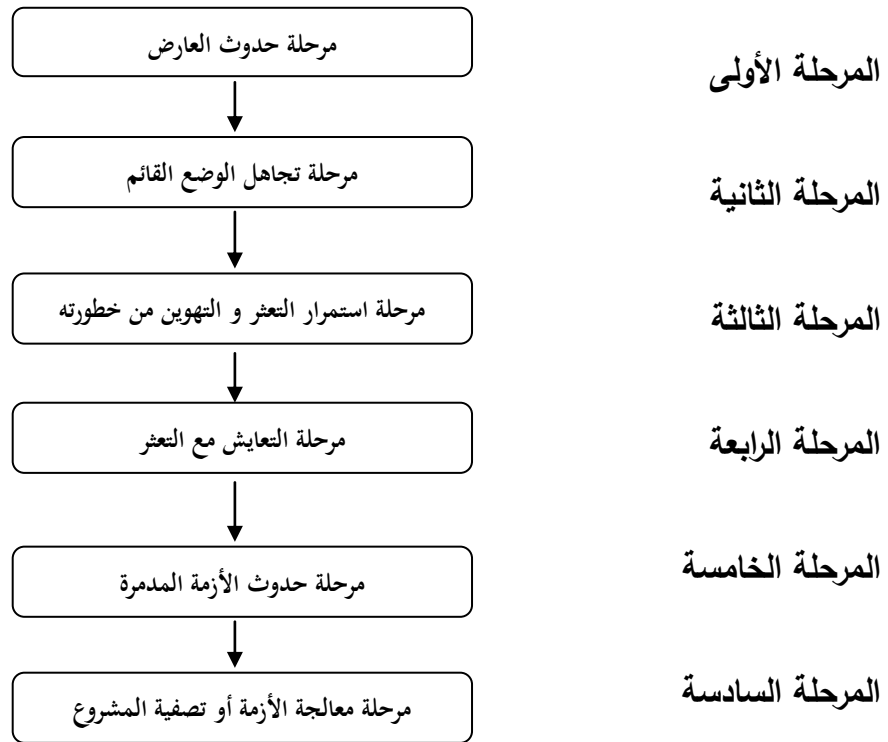 المرحلة الأولى
مرحلة حدوث العارض
المرحلة الثانية
مرحلة تجاهل الوضع القائم
المرحلة الثالثة
مرحلة استمرار التعثر و التهوين من خطورته
المرحلة الرابعة
مرحلة التعايش مع التعثر
المرحلة الخامسة
مرحلة حدوث الأزمة المدمرة
المرحلة السادسة
مرحلة معالجة الأزمة أو تصفية المشروع